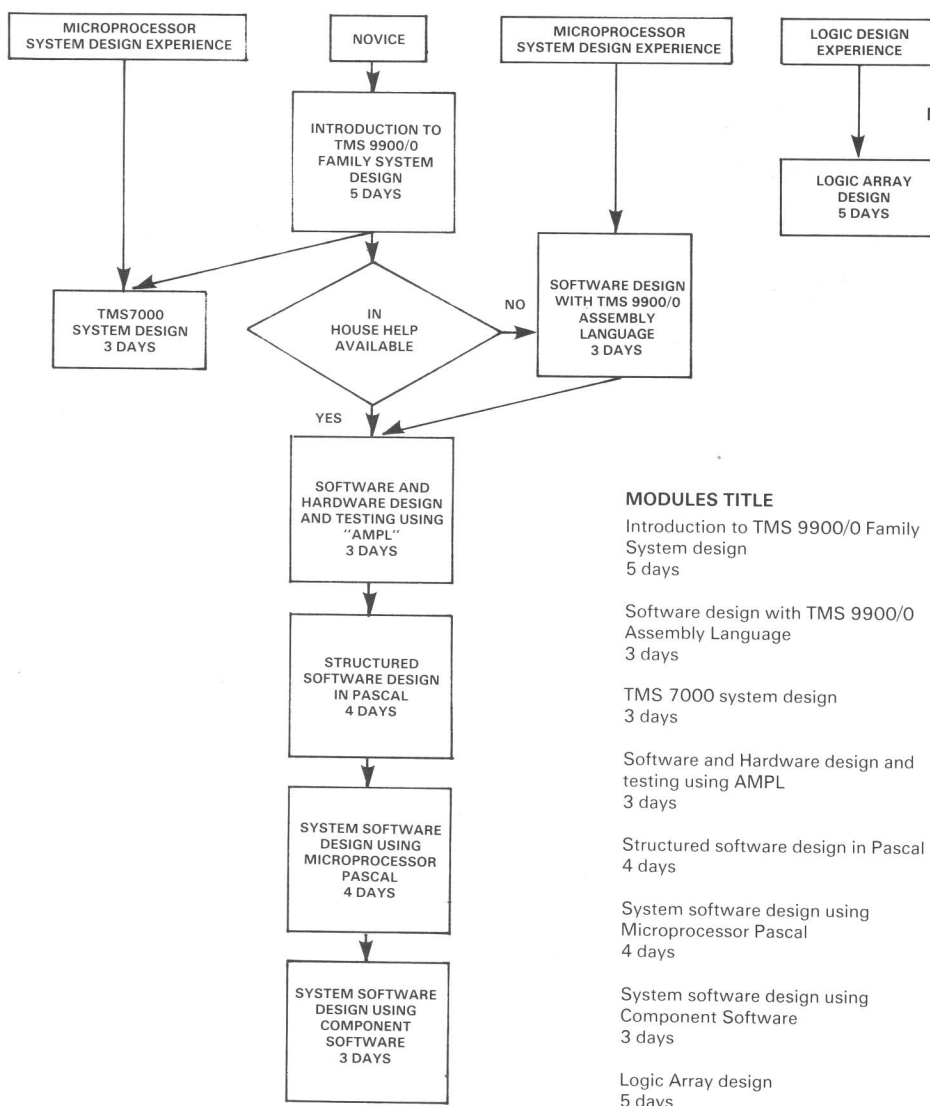 MICROPROCESSOR
SYSTEM DESIGN EXPERIENCE
NOVICE
MICROPROCESSOR
SYSTEM DESIGN EXPERIENCE
LOGIC DESIGN
EXPERIENCE
INTRODUCTION TO
TMS 9900/0
FAMILY SYSTEM
DESIGN
5 DAYS
LOGIC ARRAY
DESIGN
5 DAYS
TMS7000
SYSTEM DESIGN
3 DAYS
IN
HOUSE HELP
AVAILABLE
NO
YES
SOFTWARE DESIGN
WITH TMS 9900/0
ASSEMBLY
LANGUAGE
3 DAYS
SOFTWARE AND
HARDWARE DESIGN
AND TESTING USING
"AMPL"
3 DAYS
STRUCTURED
SOFTWARE DESIGN
IN PASCAL
4 DAYS
SYSTEM SOFTWARE
DESIGN USING
MICROPROCESSOR
PASCAL
4 DAYS
SYSTEM SOFTWARE
DESIGN USING
COMPONENT
SOFTWARE
3 DAYS
MODULES TITLE
Introduction to TMS 9900/0 Family
System design
5 days
Software design with TMS 9900/0
Assembly Language
3 days
TMS 7000 system design
3 days
Software and Hardware design and
testing using AMPL
3 days
Structured software design in Pascal
4 days
System software design using
Microprocessor Pascal
4 days
System software design using
Component Software
3 days
Logic Array design
5 days